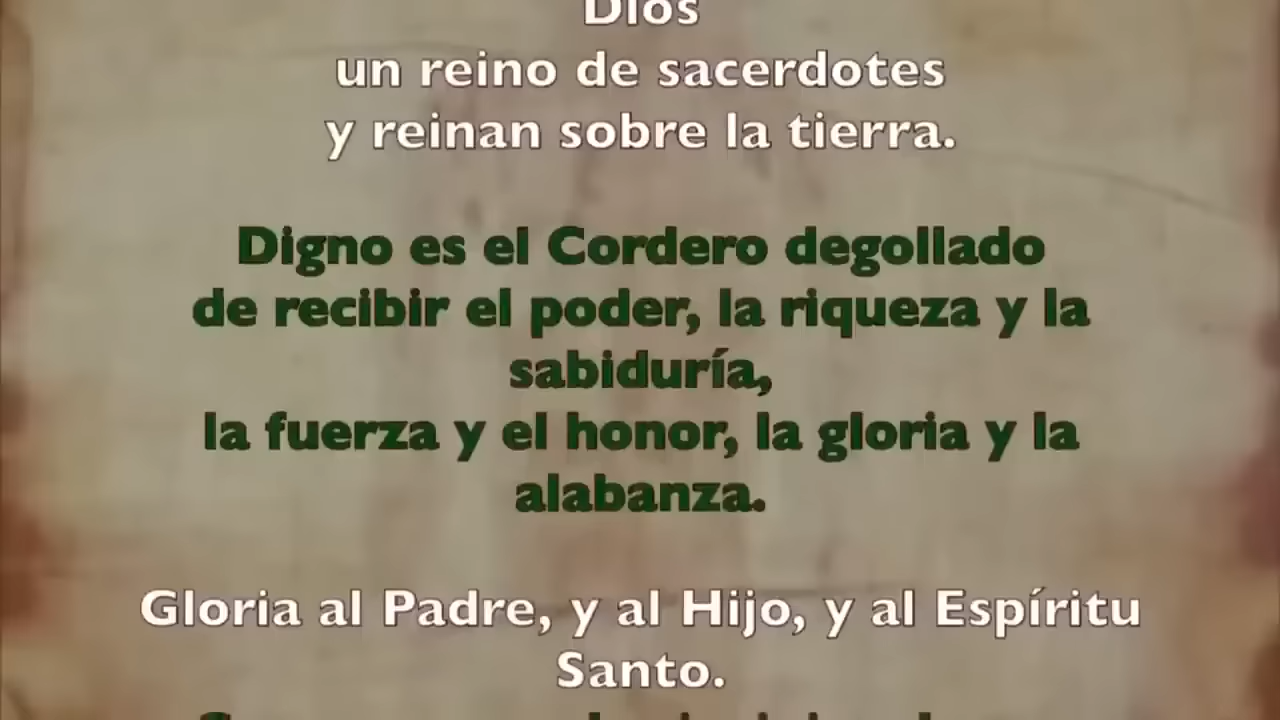 Dios
un reino de sacerdotes
y reinan sobre la tierra.
Digno es el Cordero degollado
de recibir el poder, la riqueza y la
sabiduría,
la fuerza y el honor, la gloria y la
alabanza.
Gloria al Padre, y al Hijo, y al Espíritu
Santo.